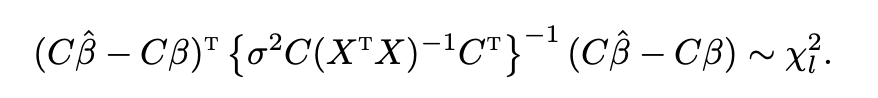 (Cβ̂ − Cβ)ᵀ {σ²C(XᵀX)⁻¹Cᵀ}⁻¹ (Cβ̂ − Cβ) ∼ χ²ₗ.